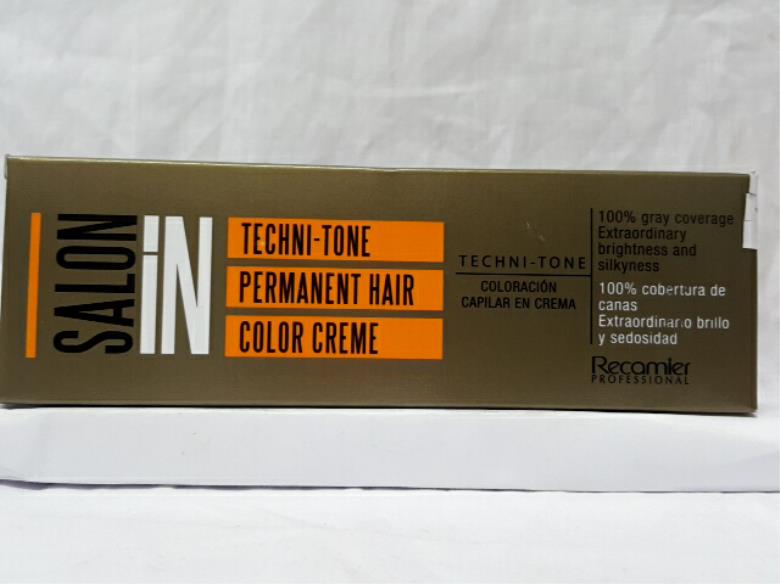 SALON
iN
TECHNI-TONE
PERMANENT HAIR
COLOR CREME
TECHNI-TONE
COLORACIÓN
CAPILAR EN CREMA
100% gray coverage
Extraordinary
brightness and
silkyness
100% cobertura de
canas
Extraordinario brillo
y sedosidad
Recamier
PROFESSIONAL